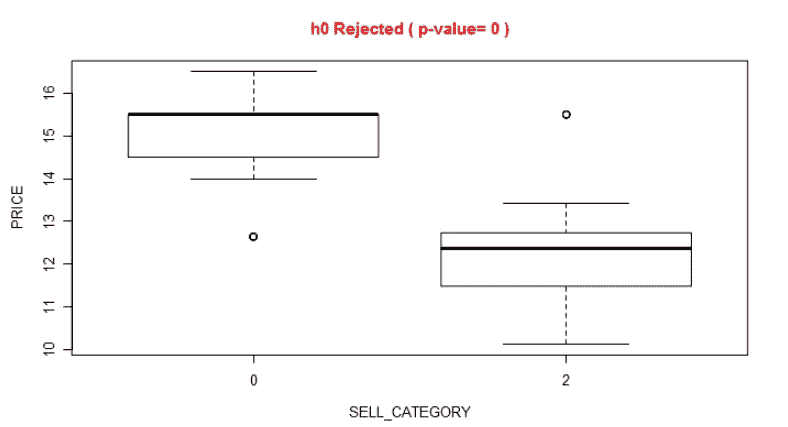 h0 Rejected ( p-value= 0 )
16
15
14
13
12
11
10
PRICE
0 2
SELL_CATEGORY